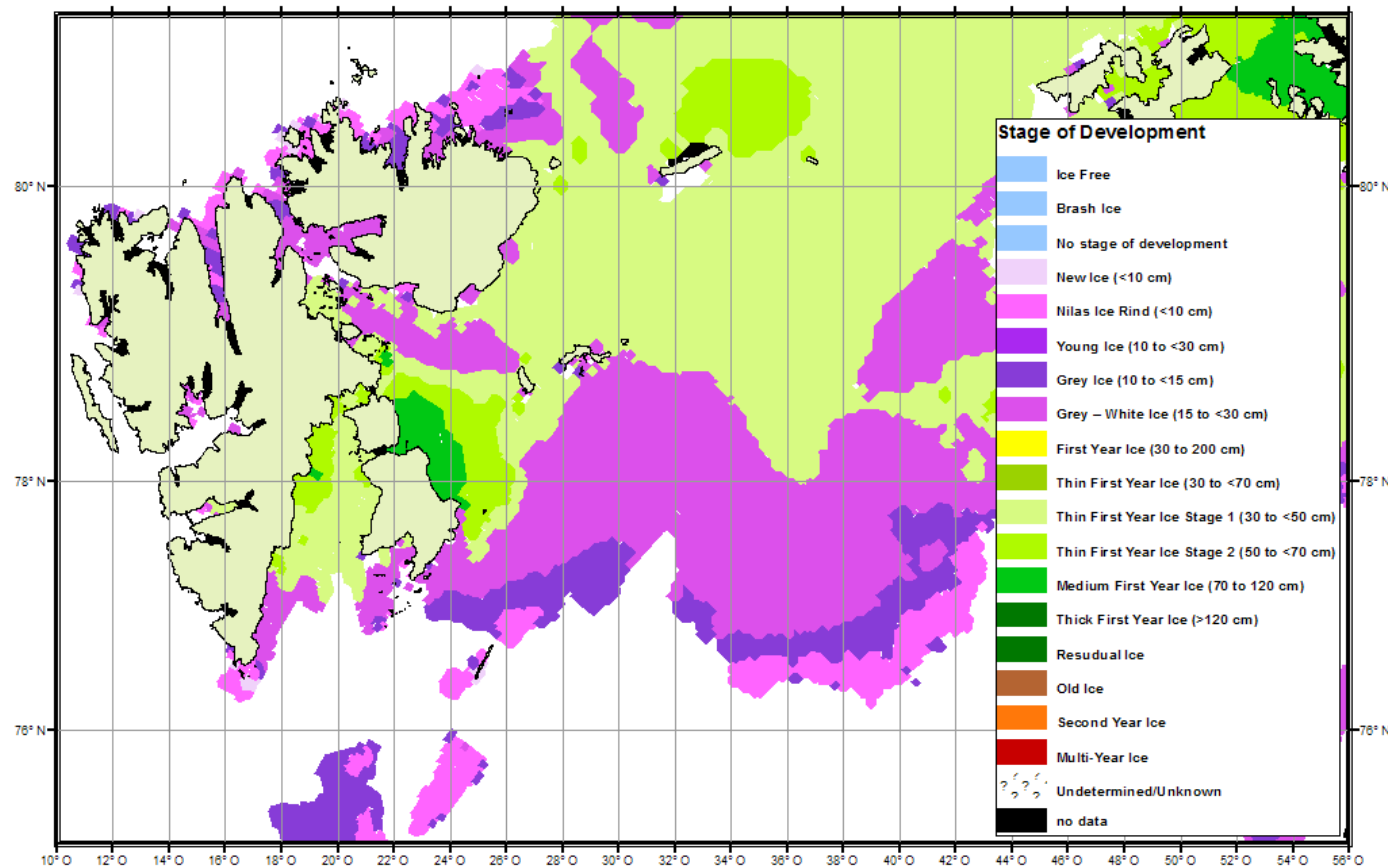 Stage of Development
Ice Free
80° N
80° N
Brash Ice
No stage of development
New Ice (<10 cm)
Nilas Ice Rind (<10 cm)
Young Ice (10 to <30 cm)
Grey Ice (10 to <15 cm)
Grey – White Ice (15 to <30 cm)
First Year Ice (30 to 200 cm)
78° N
Thin First Year Ice (30 to <70 cm)
78° N
Thin First Year Ice Stage 1 (30 to <50 cm)
Thin First Year Ice Stage 2 (50 to <70 cm)
Medium First Year Ice (70 to 120 cm)
Thick First Year Ice (>120 cm)
Resudual Ice
Old Ice
Second Year Ice
76° N
76° N
Multi-Year Ice
? ? ? ? ? Undetermined/Unknown
no data
10° O 12° O 14° O 16° O 18° O 20° O 22° O 24° O 26° O 28° O 30° O 32° O 34° O 36° O 38° O 40° O 42° O 44° O 46° O 48° O 50° O 52° O 54° O 56° O